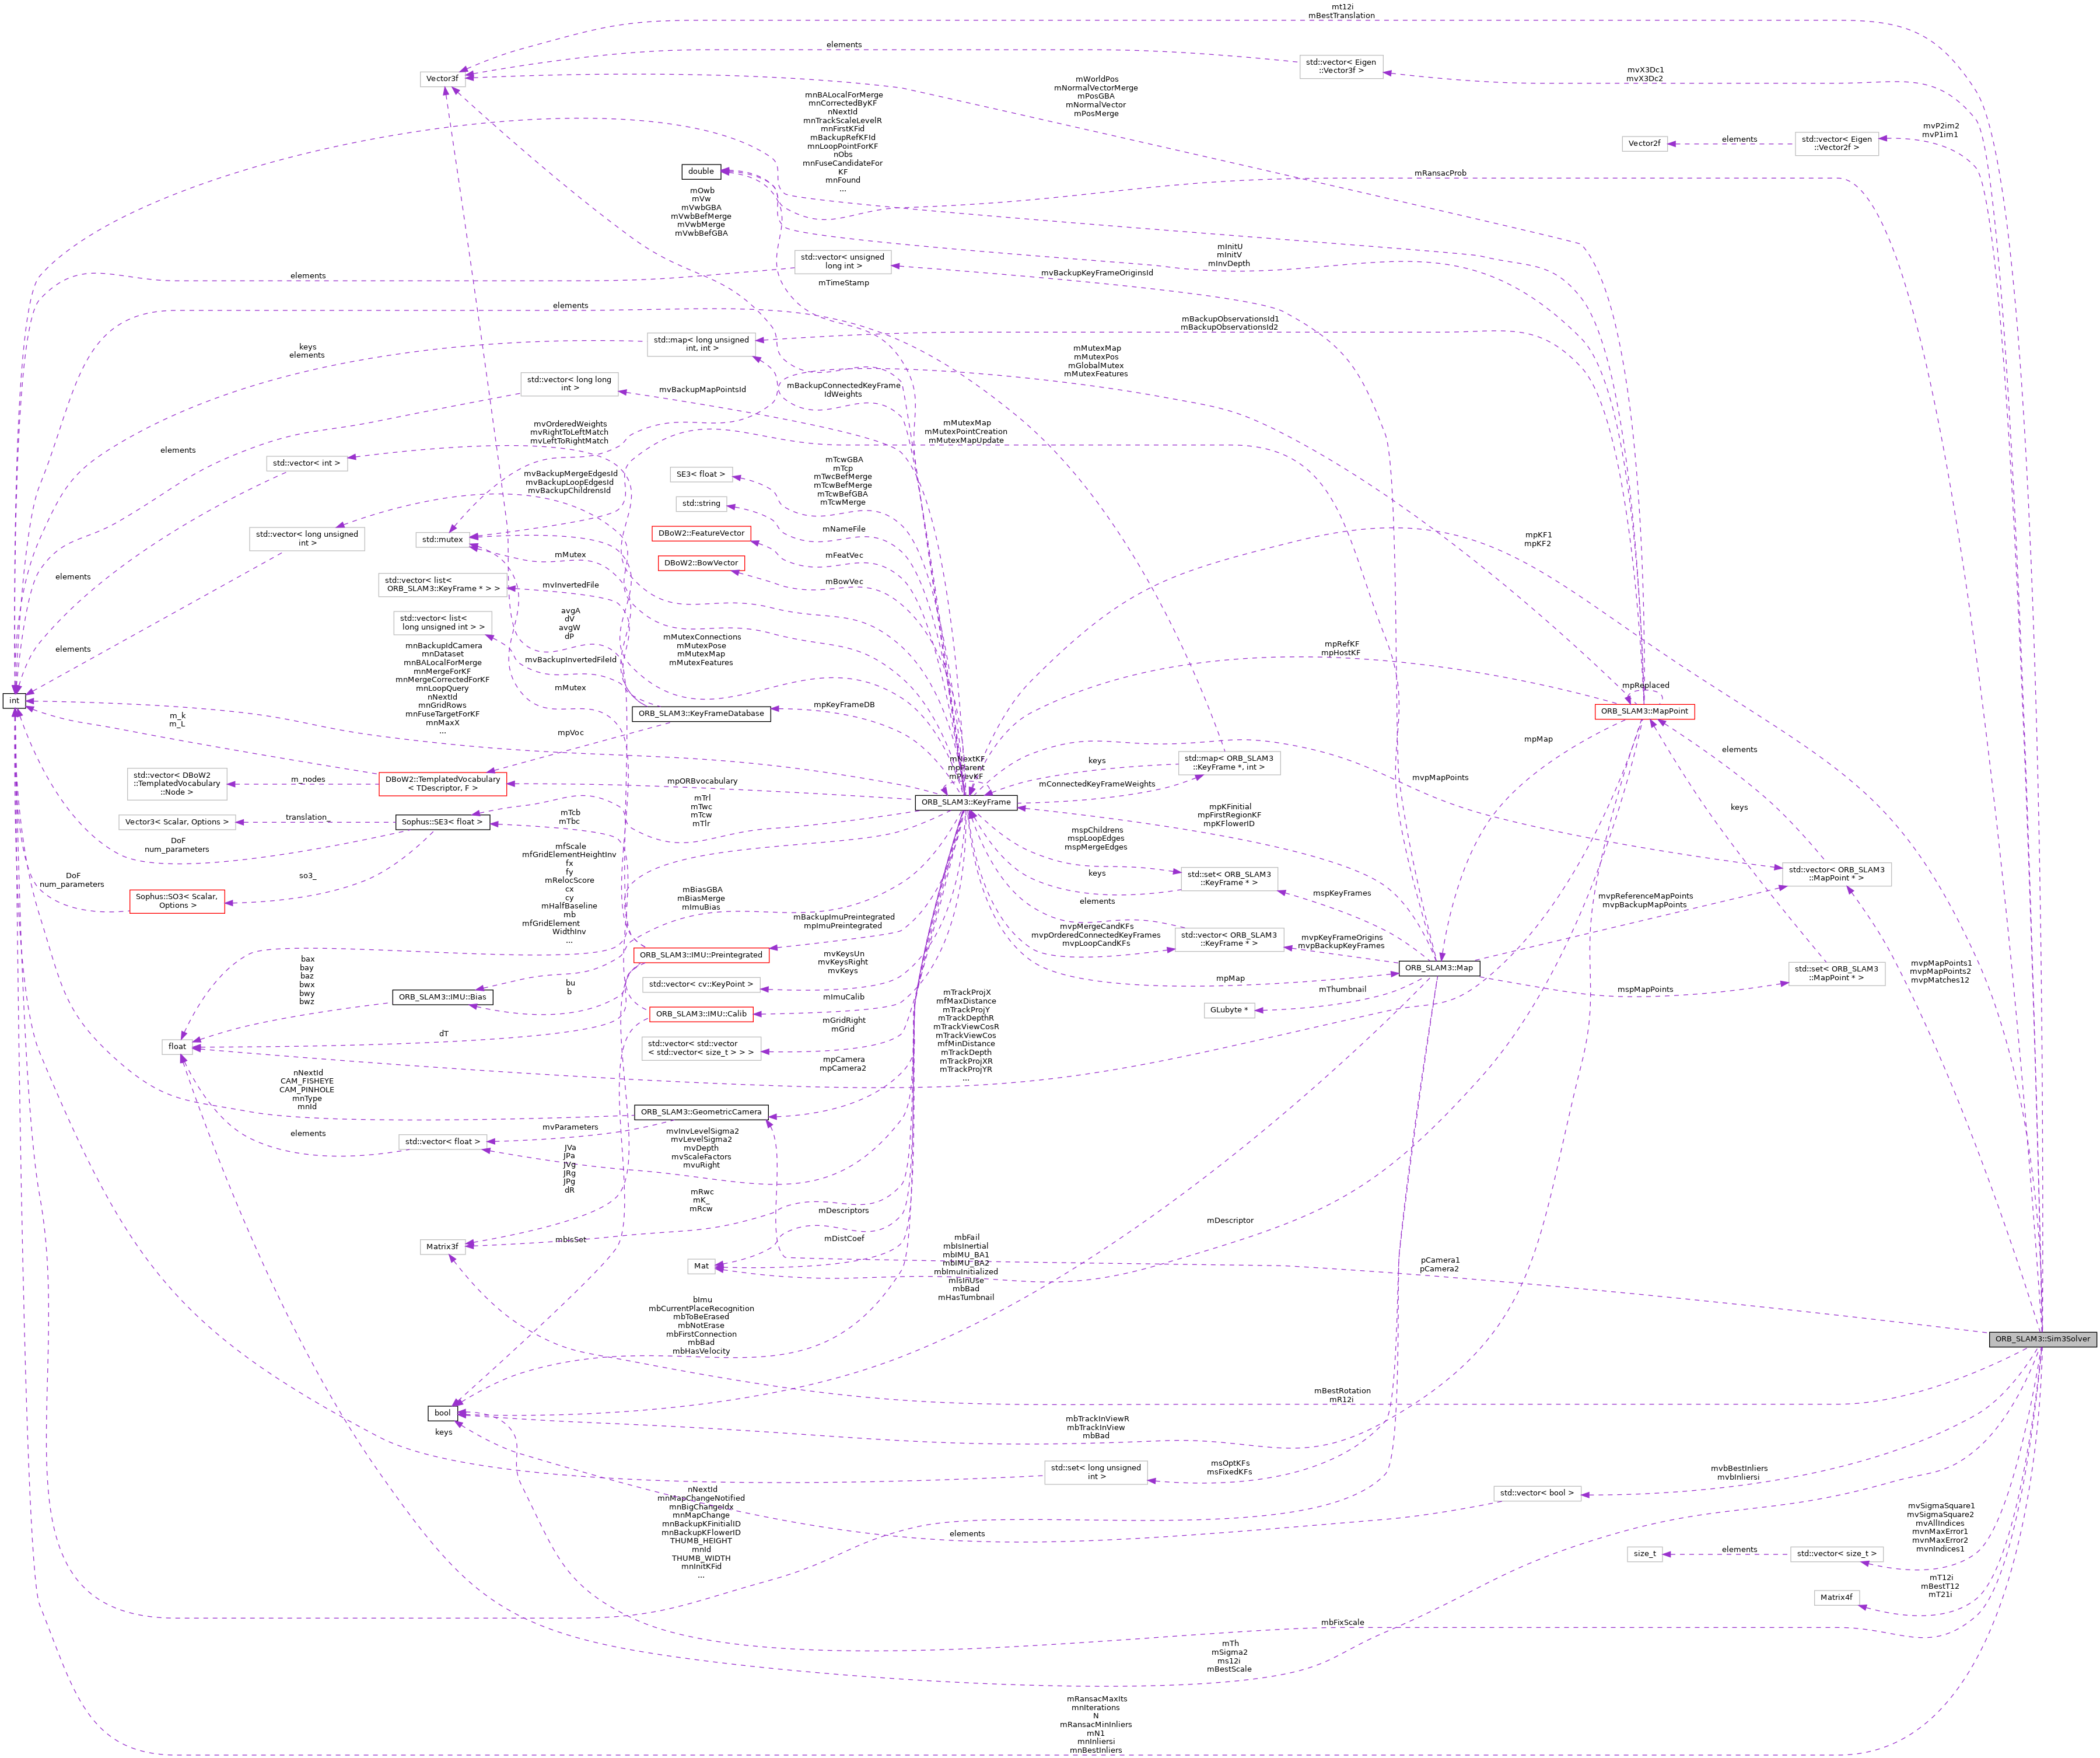 mt12i
mBestTranslation
elements
std::vector< Eigen
::Vector3f >
mvX3Dc1
mvX3Dc2
Vector3f
mWorldPos
mNormalVectorMerge
mPosGBA
mNormalVector
mPosMerge
mnBALocalForMerge
mnCorrectedByKF
nNextId
mnTrackScaleLevelR
mnFirstKFid
mBackupRefKFId
mnLoopPointForKF
nObs
mnFuseCandidateFor
KF
mnFound
...
mvP2im2
mvP1im1
Vector2f
elements
std::vector< Eigen
::Vector2f >
double
mRansacProb
mOwb
mVw
mVwbGBA
mVwbBefMerge
mVwbMerge
mVwbBefGBA
mInitU
mInitV
mInvDepth
std::vector< unsigned
long int >
elements
mvBackupKeyFrameOriginsId
mTimeStamp
elements
mBackupObservationsId1
mBackupObservationsId2
std::map< long unsigned
int, int >
keys
elements
mMutexMap
mMutexPos
mGlobalMutex
mMutexFeatures
std::vector< long long
int >
mvBackupMapPointsId
mBackupConnectedKeyFrame
IdWeights
mvOrderedWeights
mvRightToLeftMatch
mvLeftToRightMatch
mMutexMap
mMutexPointCreation
mMutexMapUpdate
elements
std::vector< int >
SE3< float >
mTcwGBA
mTcp
mTwcBefMerge
mTcwBefMerge
mTcwBefGBA
mTcwMerge
mvBackupMergeEdgesId
mvBackupLoopEdgesId
mvBackupChildrensId
std::string
mNameFile
std::vector< long unsigned
int >
std::mutex
DBoW2::FeatureVector
mpKF1
mpKF2
mMutex
mFeatVec
DBoW2::BowVector
mBowVec
elements
std::vector< list<
ORB_SLAM3::KeyFrame * > >
mvInvertedFile
std::vector< list<
long unsigned int > >
avgA
dV
avgW
dP
mMutexConnections
mMutexPose
mMutexMap
mMutexFeatures
mpRefKF
mpHostKF
elements
mnBackupIdCamera
mnDataset
mnBALocalForMerge
mnMergeForKF
mnMergeCorrectedForKF
mnLoopQuery
nNextId
mnGridRows
mnFuseTargetForKF
mnMaxX
...
mvBackupInvertedFileId
mMutex
mpReplaced
int
ORB_SLAM3::KeyFrameDatabase
mpKeyFrameDB
ORB_SLAM3::MapPoint
m_k
m_L
mpVoc
mpMap
elements
std::vector< DBoW2
::TemplatedVocabulary
::Node >
m_nodes
DBoW2::TemplatedVocabulary
< TDescriptor, F >
mpORBvocabulary
mNextKF
mpParent
mPrevKF
keys
std::map< ORB_SLAM3
::KeyFrame *, int >
mConnectedKeyFrameWeights
mvpMapPoints
ORB_SLAM3::KeyFrame
mTrl
mTwc
mTcw
mTlr
mTcb
mTbc
Vector3< Scalar, Options >
translation_
Sophus::SE3< float >
mpKFinitial
mpFirstRegionKF
mpKFlowerID
keys
DoF
num_parameters
mspChildrens
mspLoopEdges
mspMergeEdges
mfScale
mfGridElementHeightInv
fx
fy
mRelocScore
cx
cy
mHalfBaseline
mb
mfGridElement
WidthInv
...
DoF
num_parameters
so3_
Sophus::SO3< Scalar,
Options >
keys
std::set< ORB_SLAM3
::KeyFrame * >
std::vector< ORB_SLAM3
::MapPoint * >
mBiasGBA
mBiasMerge
mImuBias
elements
mspKeyFrames
mvpReferenceMapPoints
mvpBackupMapPoints
mBackupImuPreintegrated
mpImuPreintegrated
mvpMergeCandKFs
mvpOrderedConnectedKeyFrames
mvpLoopCandKFs
std::vector< ORB_SLAM3
::KeyFrame * >
mvpKeyFrameOrigins
mvpBackupKeyFrames
ORB_SLAM3::IMU::Preintegrated
ORB_SLAM3::Map
std::set< ORB_SLAM3
::MapPoint * >
mvpMapPoints1
mvpMapPoints2
mvpMatches12
bax
bay
baz
bwx
bwy
bwz
bu
b
std::vector< cv::KeyPoint >
mvKeysUn
mvKeysRight
mvKeys
mpMap
mspMapPoints
ORB_SLAM3::IMU::Bias
mThumbnail
GLubyte *
ORB_SLAM3::IMU::Calib
mImuCalib
mTrackProjX
mfMaxDistance
mTrackProjY
mTrackDepthR
mTrackViewCosR
mTrackViewCos
mfMinDistance
mTrackDepth
mTrackProjXR
mTrackProjYR
...
float
dT
std::vector< std::vector
< std::vector< size_t > > >
mGridRight
mGrid
mpCamera
mpCamera2
nNextId
CAM_FISHEYE
CAM_PINHOLE
mnType
mnId
ORB_SLAM3::GeometricCamera
elements
std::vector< float >
mvParameters
mvInvLevelSigma2
mvLevelSigma2
mvDepth
mvScaleFactors
mvuRight
JVa
JPa
JVg
JRg
JPg
dR
mRwc
mK_
mRcw
mDescriptors
mDescriptor
mDistCoef
Matrix3f
mbIsSet
Mat
mbFail
mbIsInertial
mbIMU_BA1
mbIMU_BA2
mbImuInitialized
mIsInUse
mbBad
mHasTumbnail
pCamera1
pCamera2
bImu
mbCurrentPlaceRecognition
mbToBeErased
mbNotErase
mbFirstConnection
mbBad
mbHasVelocity
ORB_SLAM3::Sim3Solver
mBestRotation
mR12i
bool
keys
mbTrackInViewR
mbTrackInView
mbBad
std::set< long unsigned
int >
msOptKFs
msFixedKFs
mvbBestInliers
mvbInliersi
std::vector< bool >
nNextId
mnMapChangeNotified
mnBigChangeIdx
mnMapChange
mnBackupKFinitialID
mnBackupKFlowerID
THUMB_HEIGHT
mnId
THUMB_WIDTH
mnInitKFid
...
elements
mvSigmaSquare1
mvSigmaSquare2
mvAllIndices
mvnMaxError1
mvnMaxError2
mvnIndices1
size_t
elements
std::vector< size_t >
Matrix4f
mT12i
mBestT12
mT21i
mbFixScale
mTh
mSigma2
ms12i
mBestScale
mRansacMaxIts
mnIterations
N
mRansacMinInliers
mN1
mnInliersi
mnBestInliers